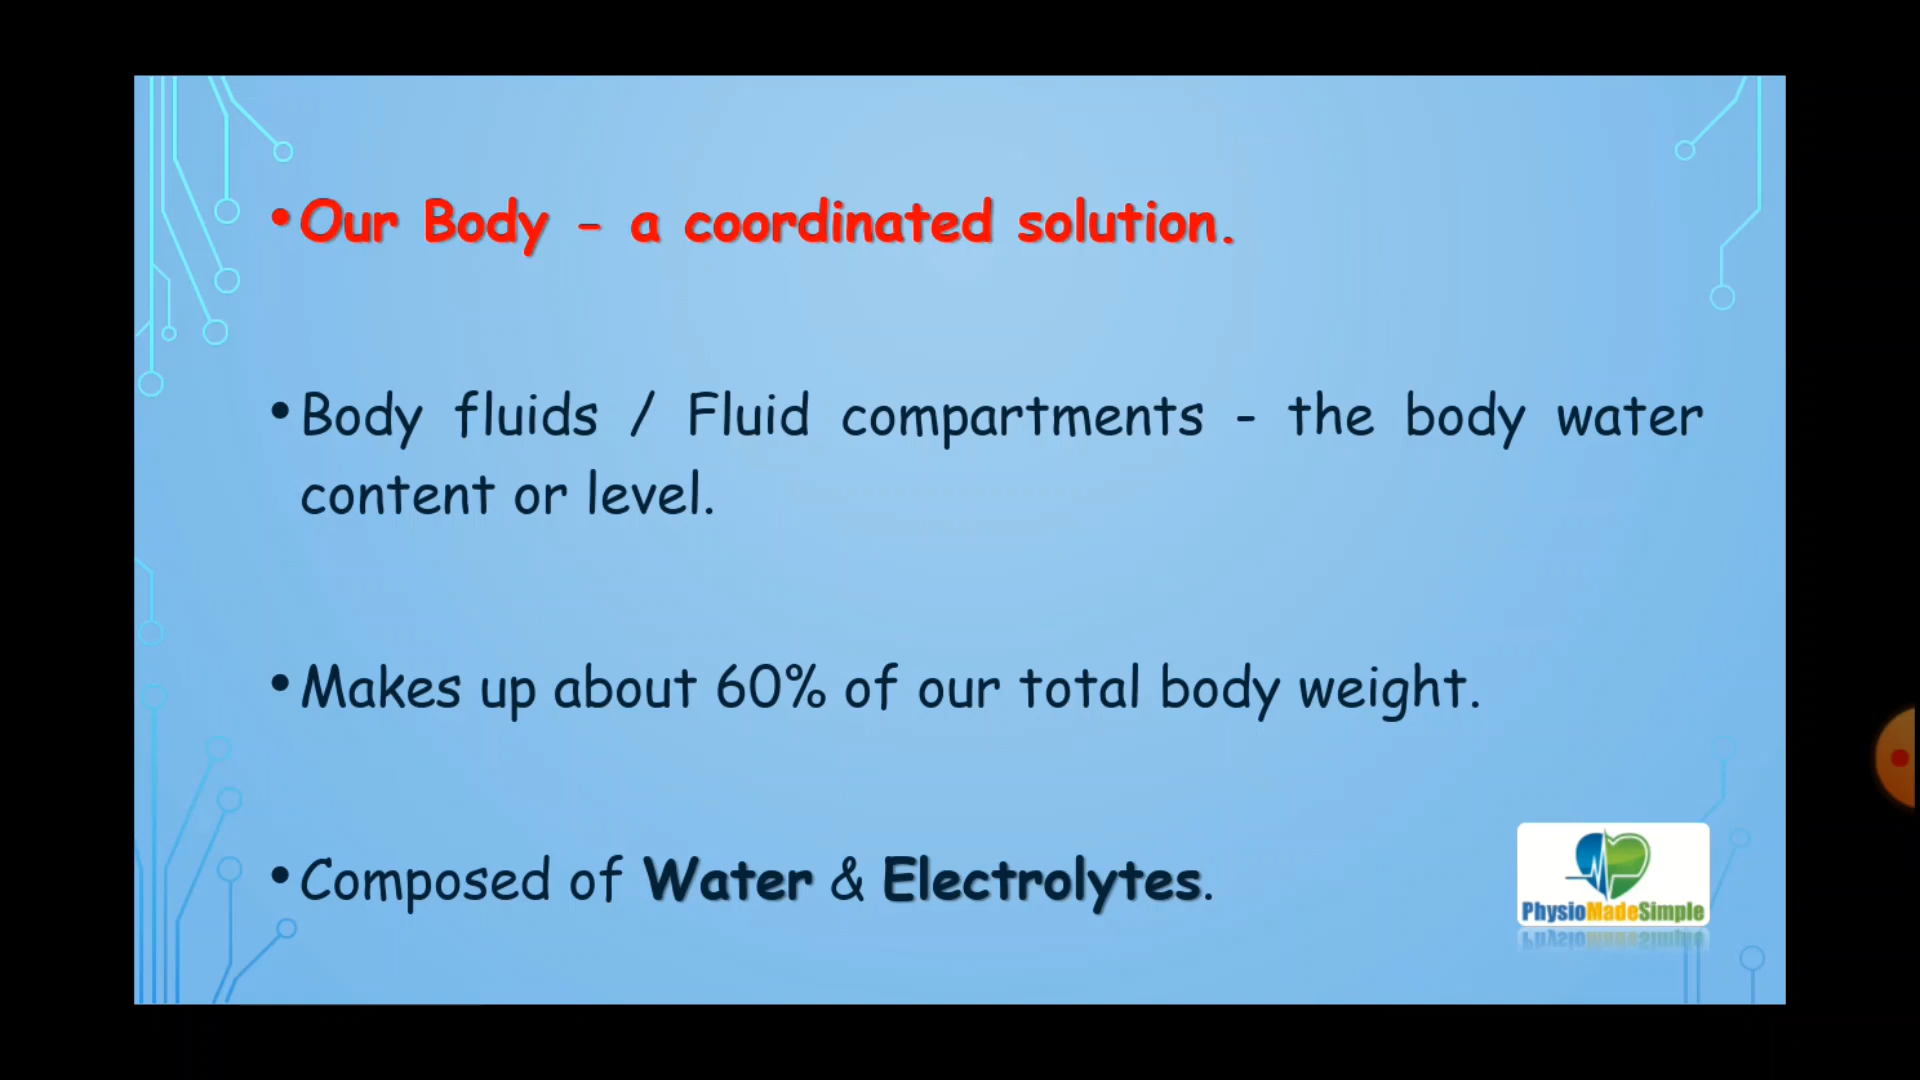 •Our Body - a coordinated solution.
•Body fluids / Fluid compartments - the body water
content or level.
•Makes up about 60% of our total body weight.
•Composed of Water & Electrolytes.
PhysioMadeSimple